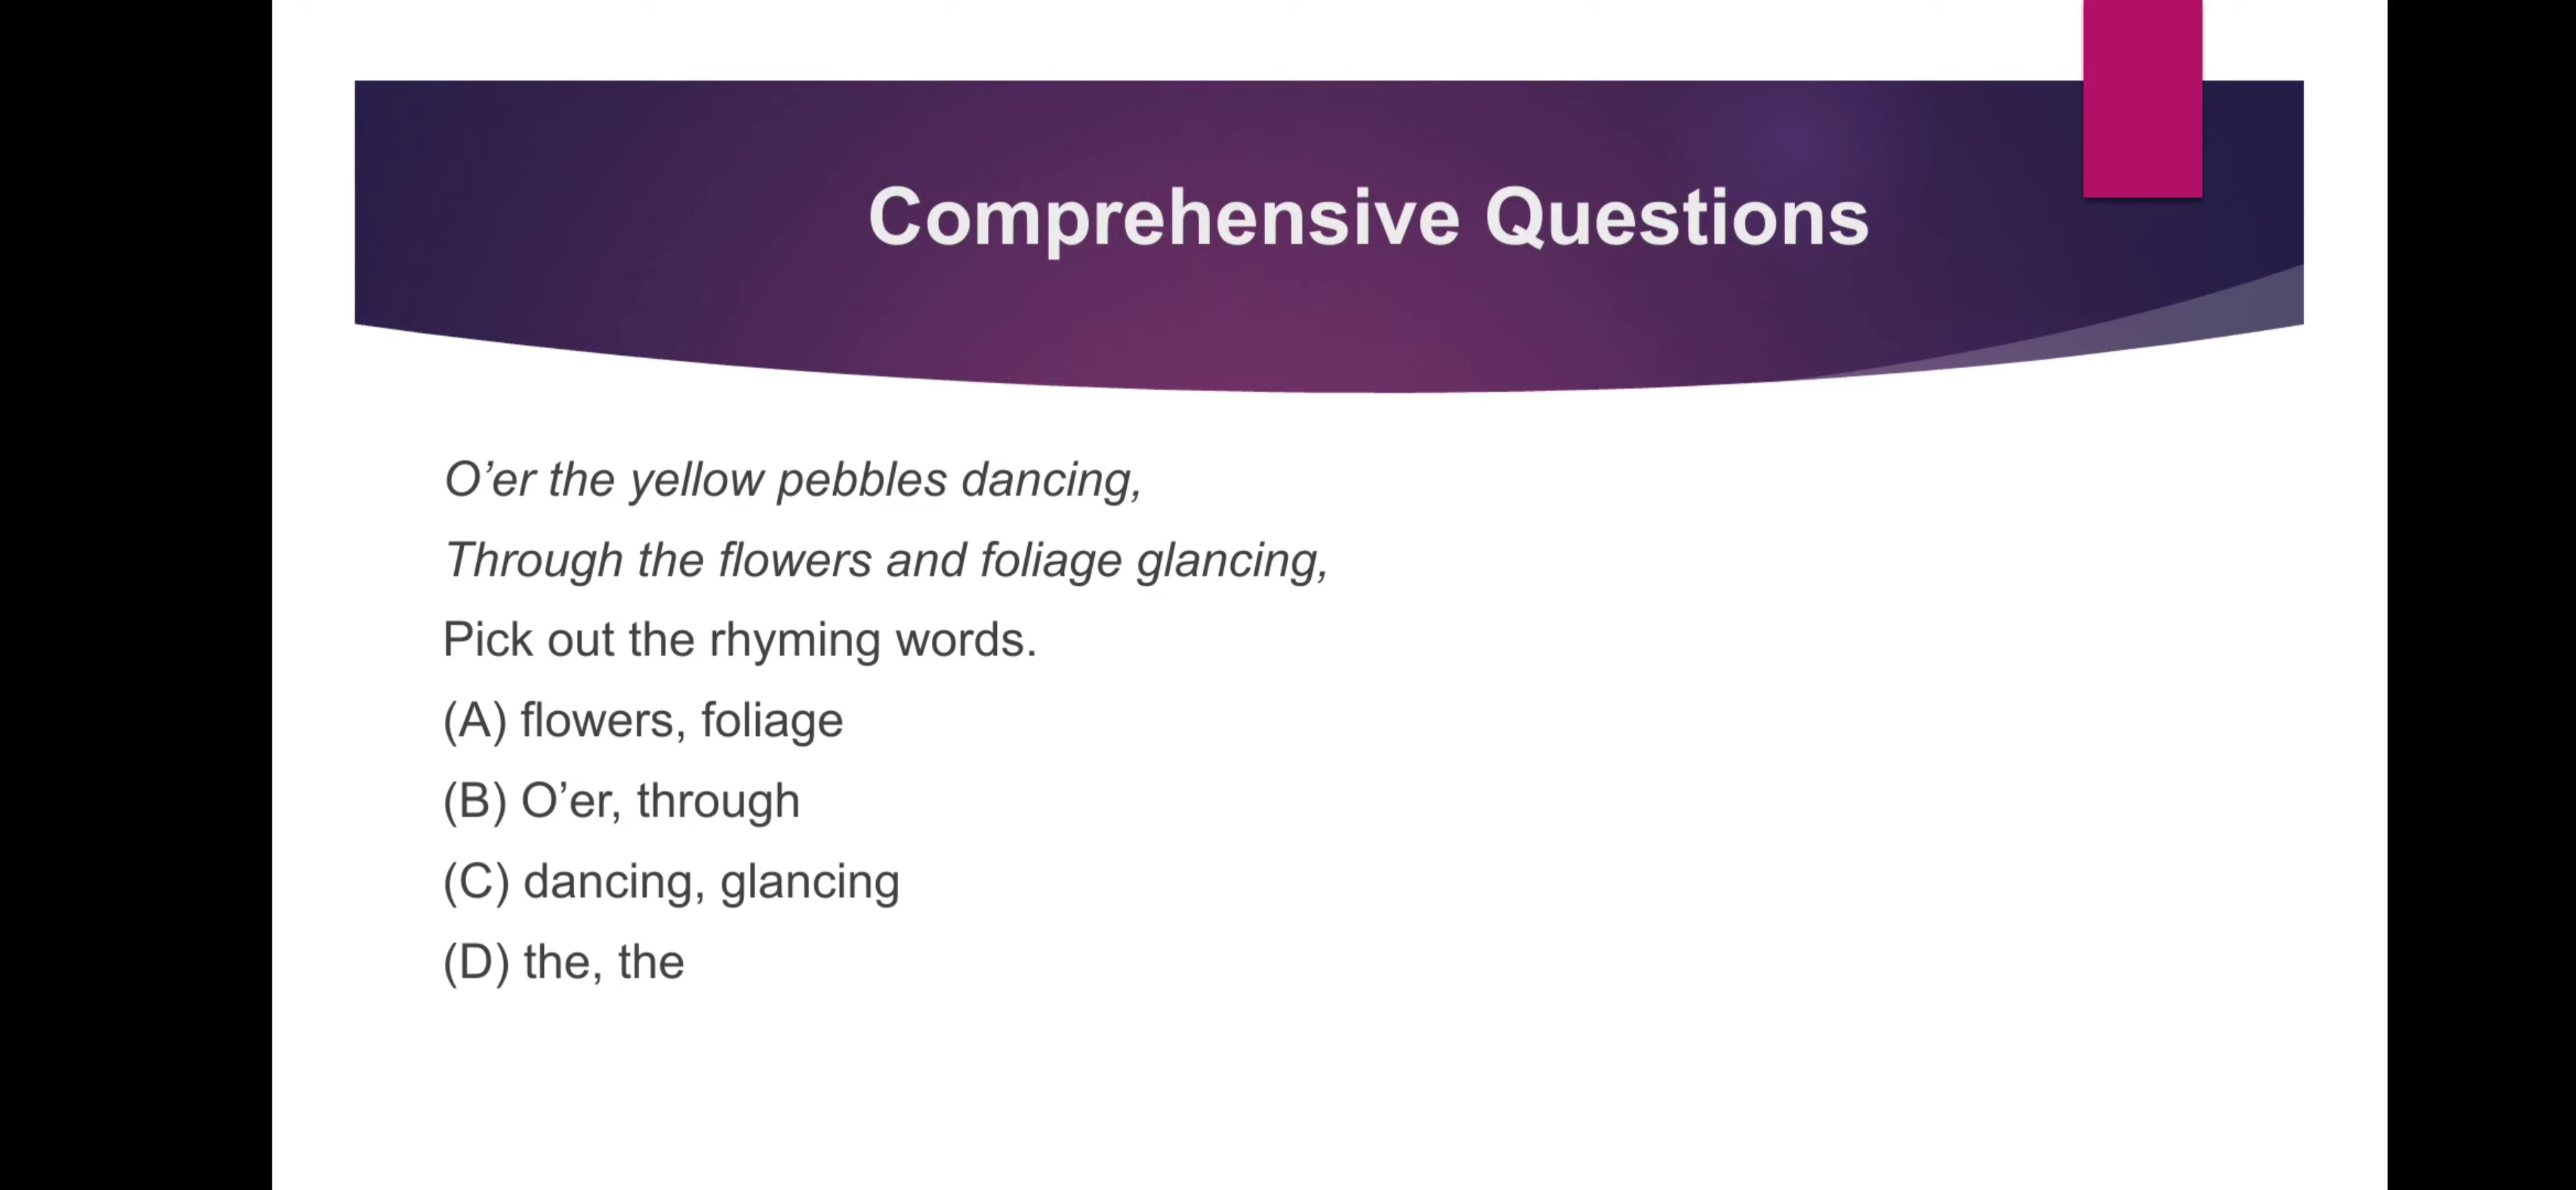 Comprehensive Questions
O’er the yellow pebbles dancing,
Through the flowers and foliage glancing,
Pick out the rhyming words.
(A) flowers, foliage
(B) O’er, through
(C) dancing, glancing
(D) the, the